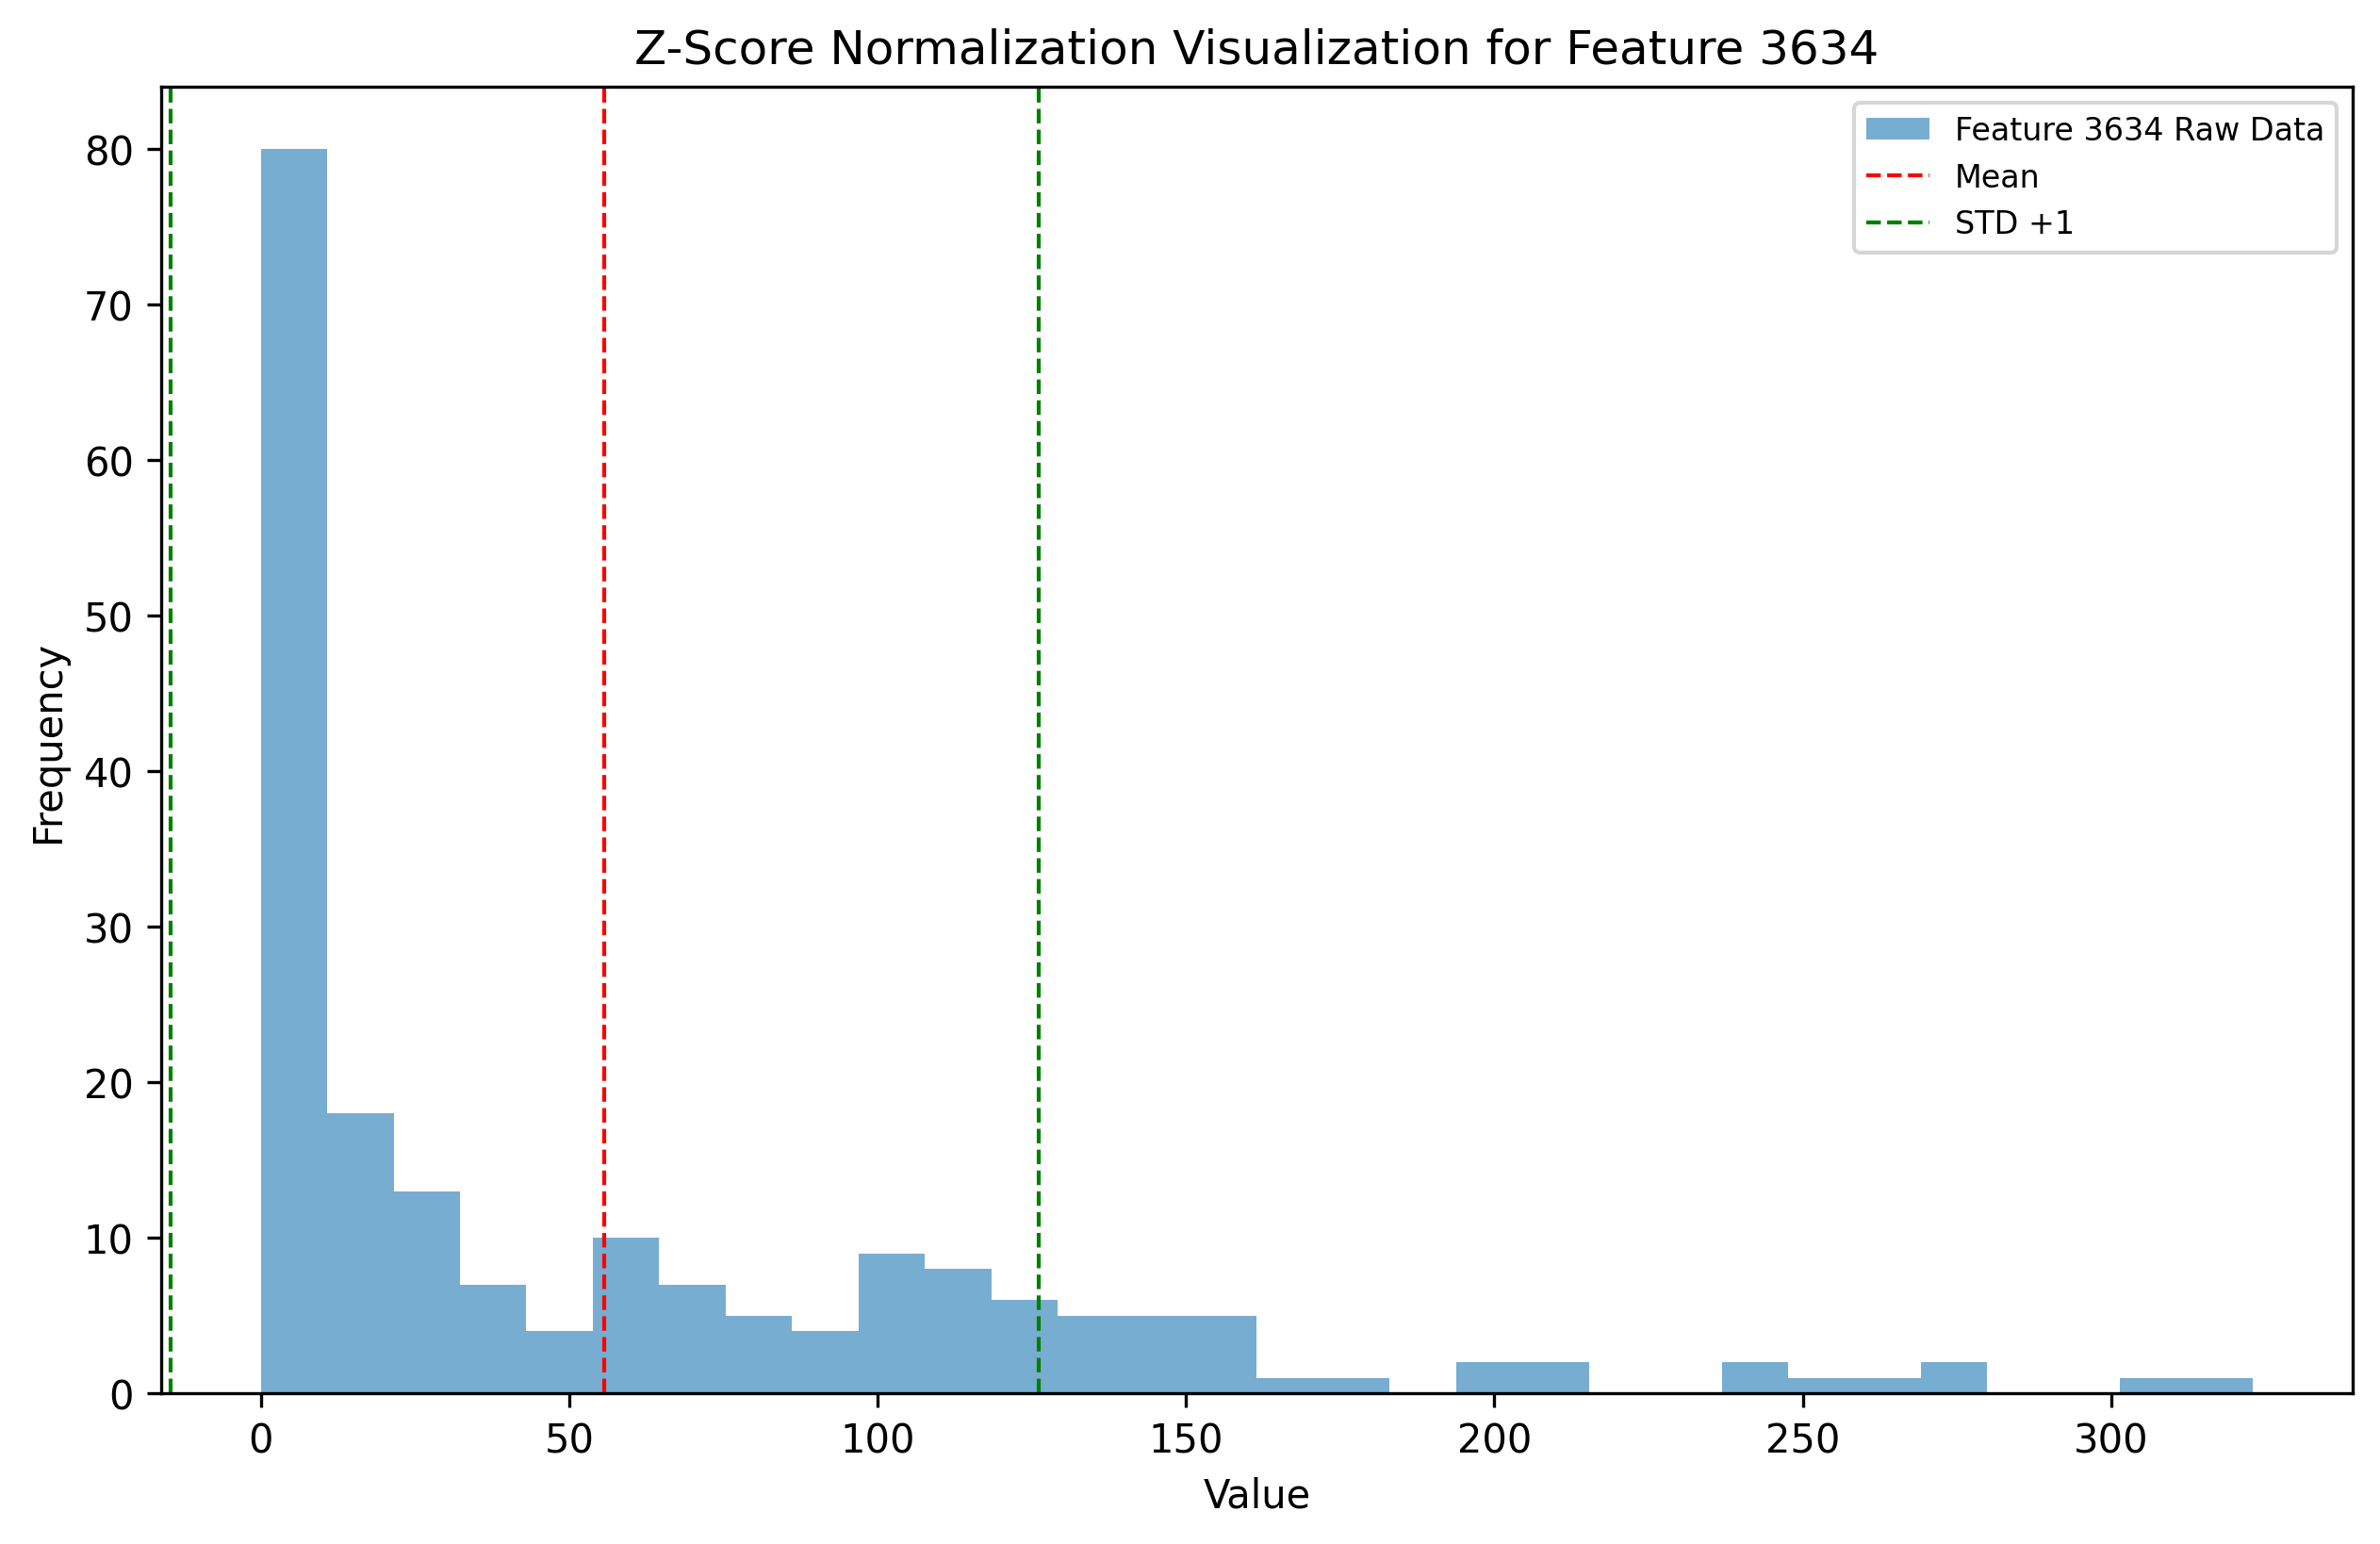 Z-Score Normalization Visualization for Feature 3634
Feature 3634 Raw Data
Mean
STD +1
80
70
60
50
40
30
20
10
0
Frequency
0 50 100 150 200 250 300
Value